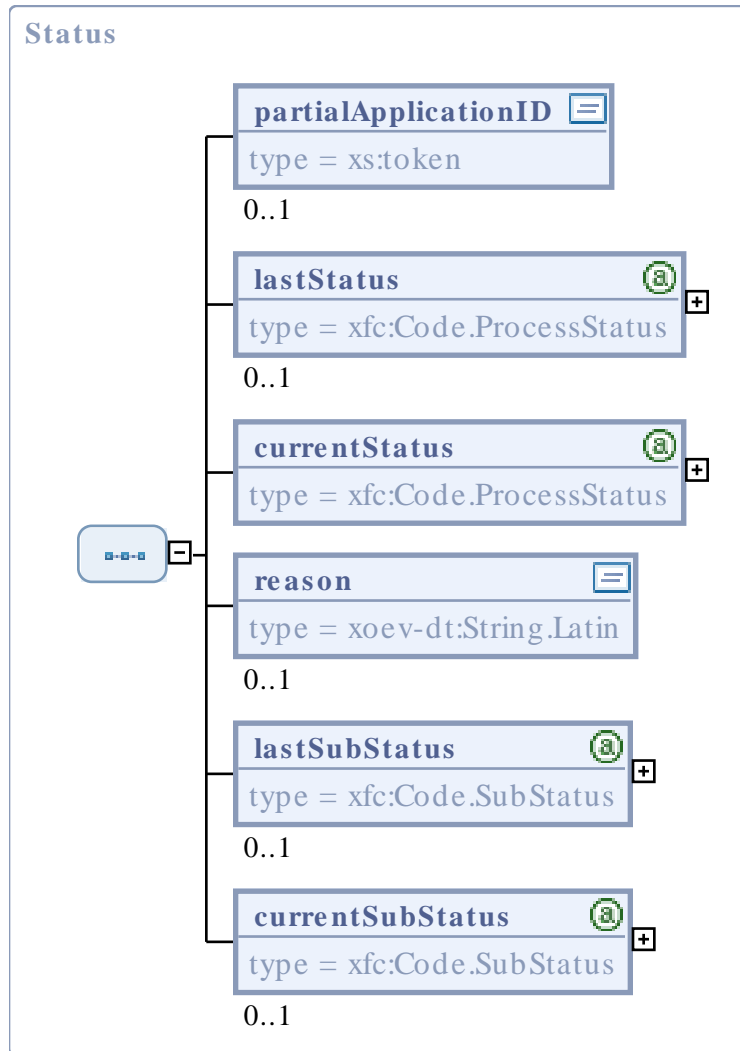 Status
partialApplicationID
type = xs:token
0..1
lastStatus
type = xfc:Code.ProcessStatus
0..1
currentStatus
type = xfc:Code.ProcessStatus
reason
type = xoev-dt:String.Latin
0..1
lastSubStatus
type = xfc:Code.SubStatus
0..1
currentSubStatus
type = xfc:Code.SubStatus
0..1